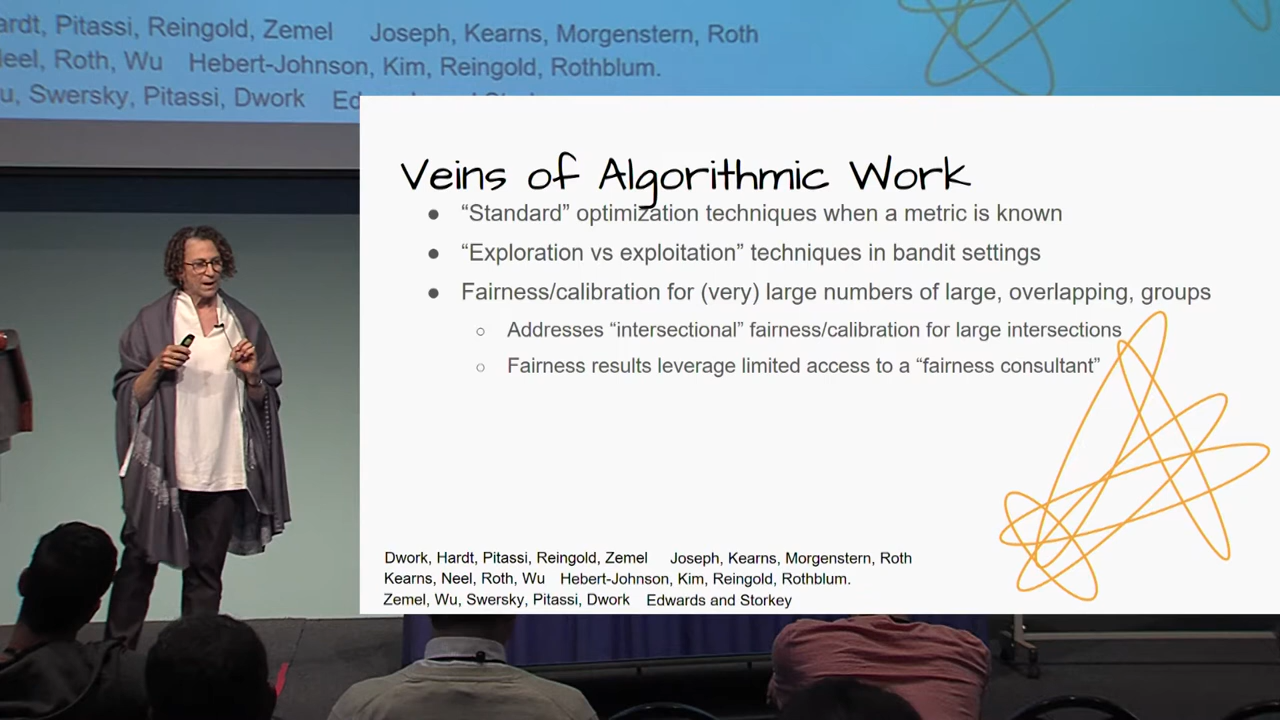 Pitassi, Reingold, Zemel Joseph, Kearns, Morgenstern, Roth
Roth, Wu Hebert-Johnson, Kim, Reingold, Rothblum.
Swersky, Pitassi, Dwork
Veins of Algorithmic Work
● “Standard” optimization techniques when a metric is known
● “Exploration vs exploitation” techniques in bandit settings
● Fairness/calibration for (very) large numbers of large, overlapping, groups
○ Addresses “intersectional” fairness/calibration for large intersections
○ Fairness results leverage limited access to a “fairness consultant”
Dwork, Hardt, Pitassi, Reingold, Zemel Joseph, Kearns, Morgenstern, Roth
Kearns, Neel, Roth, Wu Hebert-Johnson, Kim, Reingold, Rothblum.
Zemel, Wu, Swersky, Pitassi, Dwork Edwards and Storkey